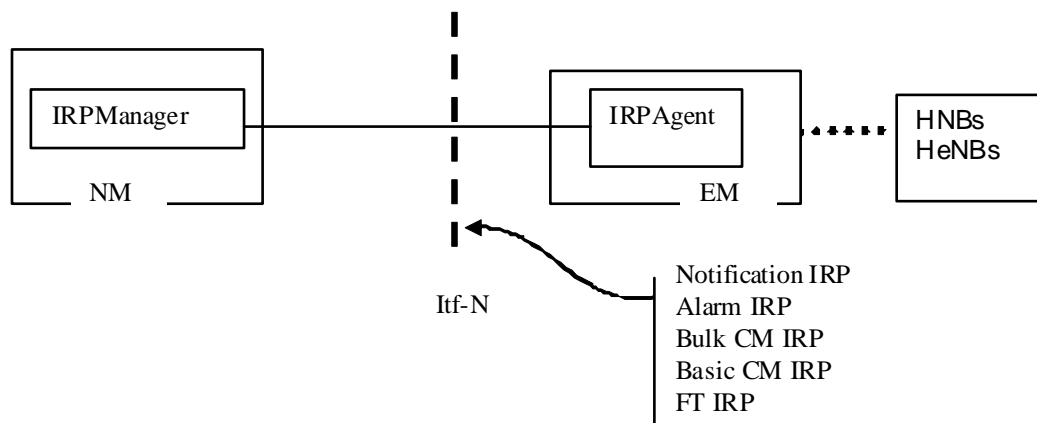 IRPManager
NM
IRPAgent
EM
HNBs
HeNBs
Itf-N
Notification IRP
Alarm IRP
Bulk CM IRP
Basic CM IRP
FT IRP